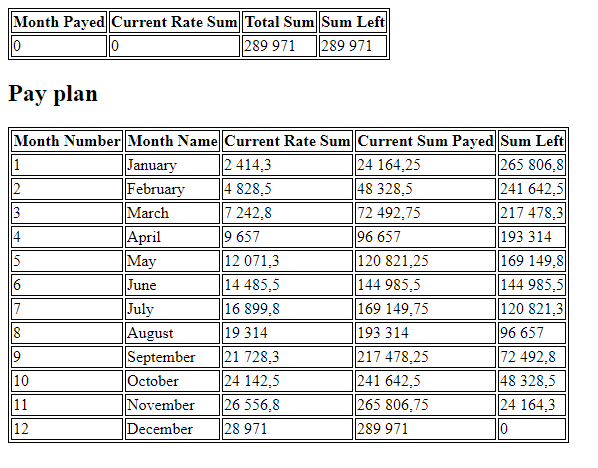 Month Payed Current Rate Sum Total Sum Sum Left
0 0 289 971 289 971
Pay plan
Month Number Month Name Current Rate Sum Current Sum Payed Sum Left
1 January 2 414,3 24 164,25 265 806,8
2 February 4 828,5 48 328,5 241 642,5
3 March 7 242,8 72 492,75 217 478,3
4 April 9 657 96 657 193 314
5 May 12 071,3 120 821,25 169 149,8
6 June 14 485,5 144 985,5 144 985,5
7 July 16 899,8 169 149,75 120 821,3
8 August 19 314 193 314 96 657
9 September 21 728,3 217 478,25 72 492,8
10 October 24 142,5 241 642,5 48 328,5
11 November 26 556,8 265 806,75 24 164,3
12 December 28 971 289 971 0